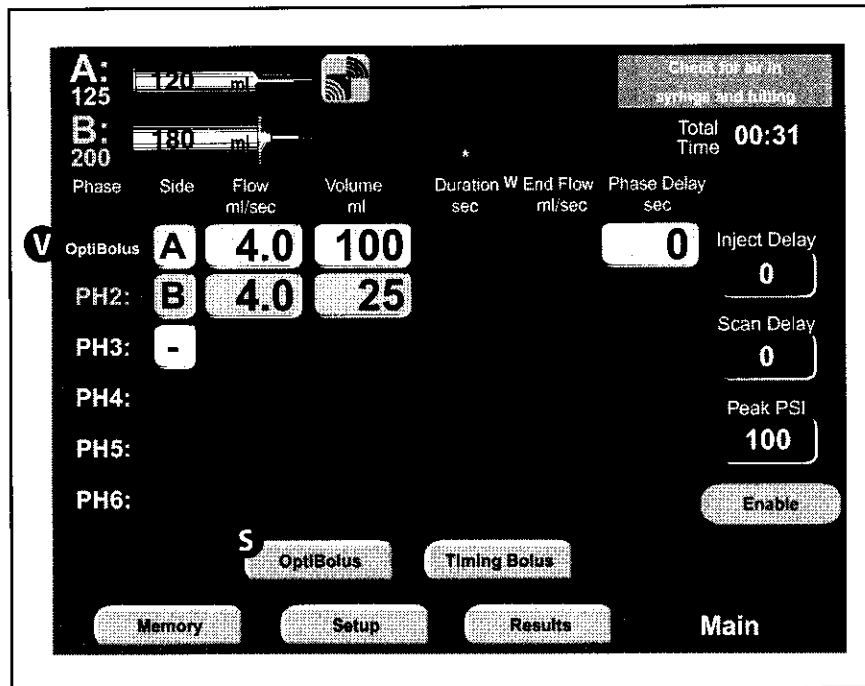 A: 120 ml
125
Check for air in
syringe and tubing
B: 180 ml
200
Total Time 00:31
*
Phase Side Flow ml/sec Volume ml Duration sec W End Flow ml/sec Phase Delay sec
V OptiBolus A 4.0 100 0
Inject Delay
0
PH2: B 4.0 25
Scan Delay
0
PH3: -
PH4:
Peak PSI
100
PH5:
PH6:
Enable
S OptiBolus Timing Bolus
Memory Setup Results Main